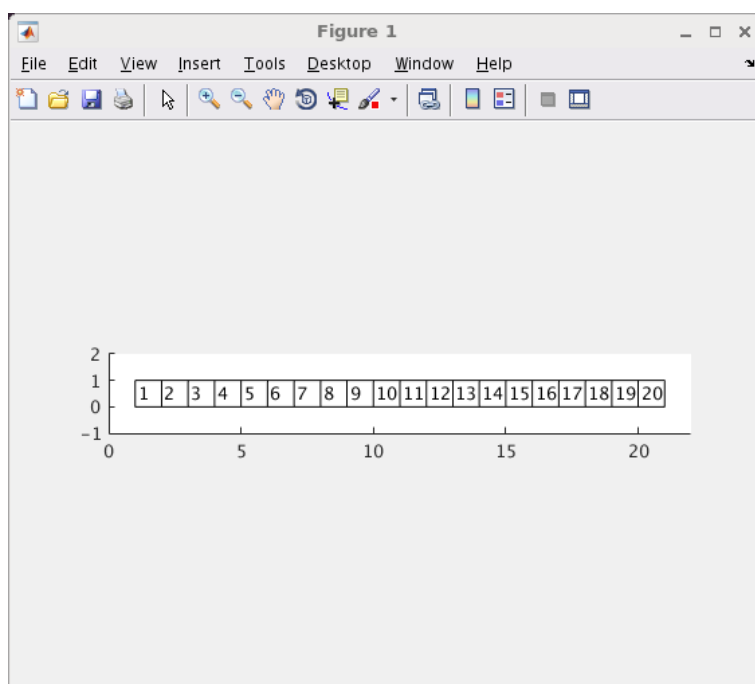 Figure 1
File Edit View Insert Tools Desktop Window Help
2
1
0
-1
1 2 3 4 5 6 7 8 9 10 11 12 13 14 15 16 17 18 19 20
0 5 10 15 20